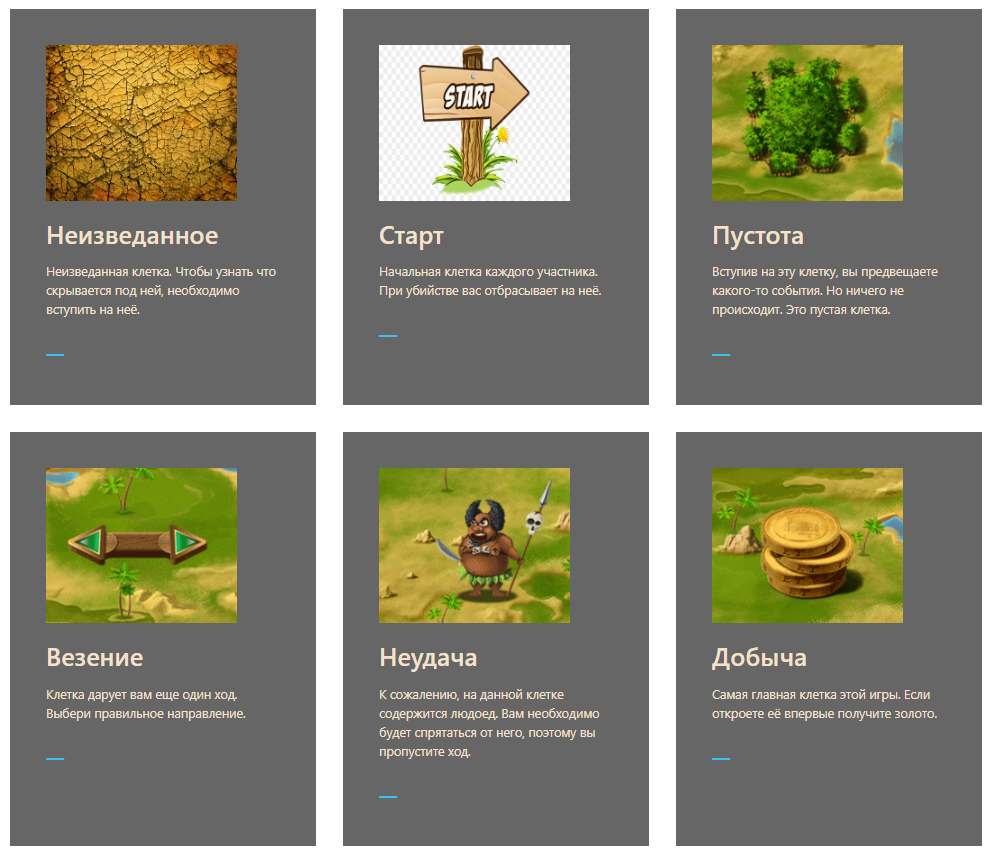 START
Неизведанное
Неизведанная клетка. Чтобы узнать что
скрывается под ней, необходимо
вступить на неё.
Старт
Начальная клетка каждого участника.
При убийстве вас отбрасывает на неё.
Пустота
Вступив на эту клетку, вы предвещаете
какого-то события. Но ничего не
происходит. Это пустая клетка.
Везение
Клетка дарует вам еще один ход.
Выбери правильное направление.
Неудача
К сожалению, на данной клетке
содержится людоед. Вам необходимо
будет спрятаться от него, поэтому вы
пропустите ход.
Добыча
Самая главная клетка этой игры. Если
откроете её впервые получите золото.